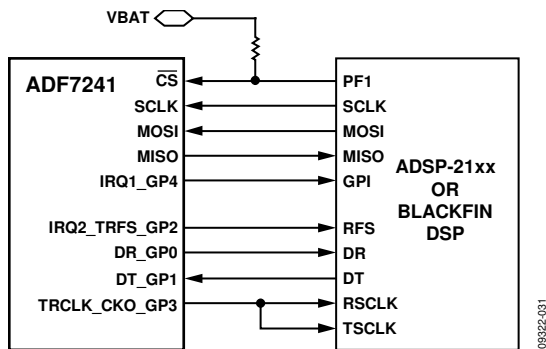 VBAT
ADF7241
CS
SCLK
MOSI
MISO
IRQ1_GP4
IRQ2_TRFS_GP2
DR_GP0
DT_GP1
TRCLK_CKO_GP3
PF1
SCLK
MOSI
MISO
GPI
RFS
DR
DT
RSCLK
TSCLK
ADSP-21xx
OR
BLACKFIN
DSP
09322-031